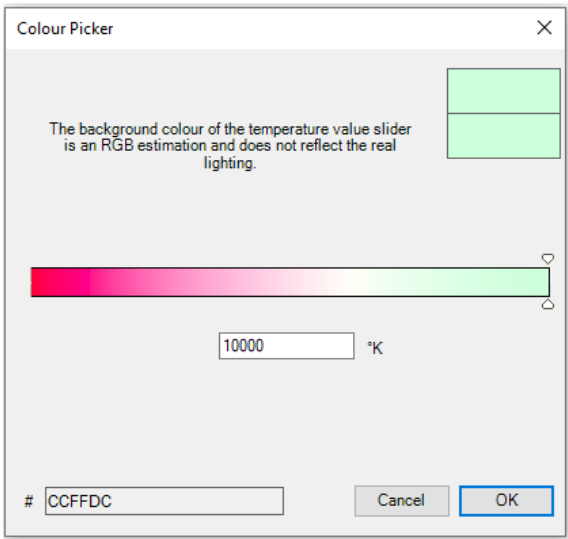 Colour Picker
The background colour of the temperature value slider
is an RGB estimation and does not reflect the real
lighting.
10000 °K
# CCFFDC Cancel OK